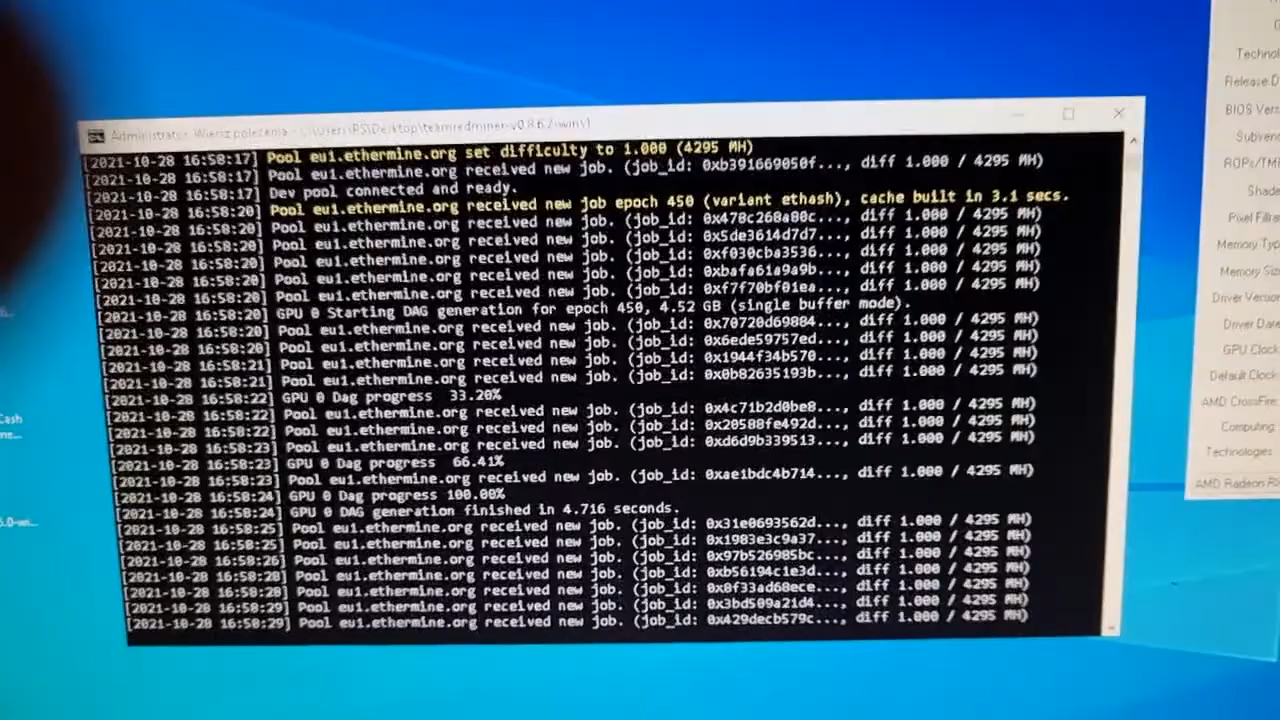 Administrator: Wiersz polecenia - C:\Users\RS\Desktop\teamredminer-v0.8.6.2-win\
[2021-10-28 16:58:17] Pool eu1.ethermine.org set difficulty to 1.000 (4295 MH)
[2021-10-28 16:58:17] Pool eu1.ethermine.org received new job. (job_id: 0xb391669050f..., diff 1.000 / 4295 MH)
[2021-10-28 16:58:17] Dev pool connected and ready.
[2021-10-28 16:58:20] Pool eu1.ethermine.org received new job epoch 450 (variant ethash), cache built in 3.1 secs.
[2021-10-28 16:58:20] Pool eu1.ethermine.org received new job. (job_id: 0x478c268a80c..., diff 1.000 / 4295 MH)
[2021-10-28 16:58:20] Pool eu1.ethermine.org received new job. (job_id: 0x5de3614d7d7..., diff 1.000 / 4295 MH)
[2021-10-28 16:58:20] Pool eu1.ethermine.org received new job. (job_id: 0xf030cba3536..., diff 1.000 / 4295 MH)
[2021-10-28 16:58:20] Pool eu1.ethermine.org received new job. (job_id: 0xbafa61a9a9b..., diff 1.000 / 4295 MH)
[2021-10-28 16:58:20] Pool eu1.ethermine.org received new job. (job_id: 0xf7f70bf01ea..., diff 1.000 / 4295 MH)
[2021-10-28 16:58:20] GPU 0 Starting DAG generation for epoch 450, 4.52 GB (single buffer mode).
[2021-10-28 16:58:20] Pool eu1.ethermine.org received new job. (job_id: 0x70720d69884..., diff 1.000 / 4295 MH)
[2021-10-28 16:58:20] Pool eu1.ethermine.org received new job. (job_id: 0x6ede59757ed..., diff 1.000 / 4295 MH)
[2021-10-28 16:58:21] Pool eu1.ethermine.org received new job. (job_id: 0x1944f34b570..., diff 1.000 / 4295 MH)
[2021-10-28 16:58:21] Pool eu1.ethermine.org received new job. (job_id: 0x0b82635193b..., diff 1.000 / 4295 MH)
[2021-10-28 16:58:22] GPU 0 Dag progress 33.20%
[2021-10-28 16:58:22] Pool eu1.ethermine.org received new job. (job_id: 0x4c71b2d0be8..., diff 1.000 / 4295 MH)
[2021-10-28 16:58:22] Pool eu1.ethermine.org received new job. (job_id: 0x20588fe492d..., diff 1.000 / 4295 MH)
[2021-10-28 16:58:23] Pool eu1.ethermine.org received new job. (job_id: 0xd6d9b339513..., diff 1.000 / 4295 MH)
[2021-10-28 16:58:23] GPU 0 Dag progress 66.41%
[2021-10-28 16:58:23] Pool eu1.ethermine.org received new job. (job_id: 0xae1bdc4b714..., diff 1.000 / 4295 MH)
[2021-10-28 16:58:24] GPU 0 Dag progress 100.00%
[2021-10-28 16:58:24] GPU 0 DAG generation finished in 4.716 seconds.
[2021-10-28 16:58:25] Pool eu1.ethermine.org received new job. (job_id: 0x31e0693562d..., diff 1.000 / 4295 MH)
[2021-10-28 16:58:25] Pool eu1.ethermine.org received new job. (job_id: 0x1983e3c9a37..., diff 1.000 / 4295 MH)
[2021-10-28 16:58:26] Pool eu1.ethermine.org received new job. (job_id: 0x97b526985bc..., diff 1.000 / 4295 MH)
[2021-10-28 16:58:28] Pool eu1.ethermine.org received new job. (job_id: 0xb56194c1e3d..., diff 1.000 / 4295 MH)
[2021-10-28 16:58:28] Pool eu1.ethermine.org received new job. (job_id: 0x8f33ad68ece..., diff 1.000 / 4295 MH)
[2021-10-28 16:58:29] Pool eu1.ethermine.org received new job. (job_id: 0x3bd509a21d4..., diff 1.000 / 4295 MH)
[2021-10-28 16:58:29] Pool eu1.ethermine.org received new job. (job_id: 0x429decb579c..., diff 1.000 / 4295 MH)
Technol
Release D
BIOS Vers
Subvend
ROPs/TM
Shade
Pixel Fillra
Memory Typ
Memory Siz
Driver Version
Driver Date
GPU Clock
Default Clock
AMD CrossFire
Computing
Technologies
AMD Radeon RX
Cash
ne...